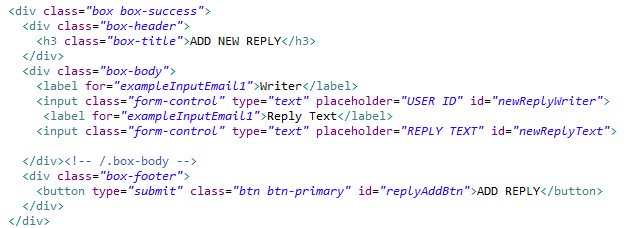 <div class="box box-success">
<div class="box-header">
<h3 class="box-title">ADD NEW REPLY</h3>
</div>
<div class="box-body">
<label for="exampleInputEmail1">Writer</label>
<input class="form-control" type="text" placeholder="USER ID" id="newReplyWriter">
<label for="exampleInputEmail1">Reply Text</label>
<input class="form-control" type="text" placeholder="REPLY TEXT" id="newReplyText">
</div><!-- /.box-body -->
<div class="box-footer">
<button type="submit" class="btn btn-primary" id="replyAddBtn">ADD REPLY</button>
</div>
</div>